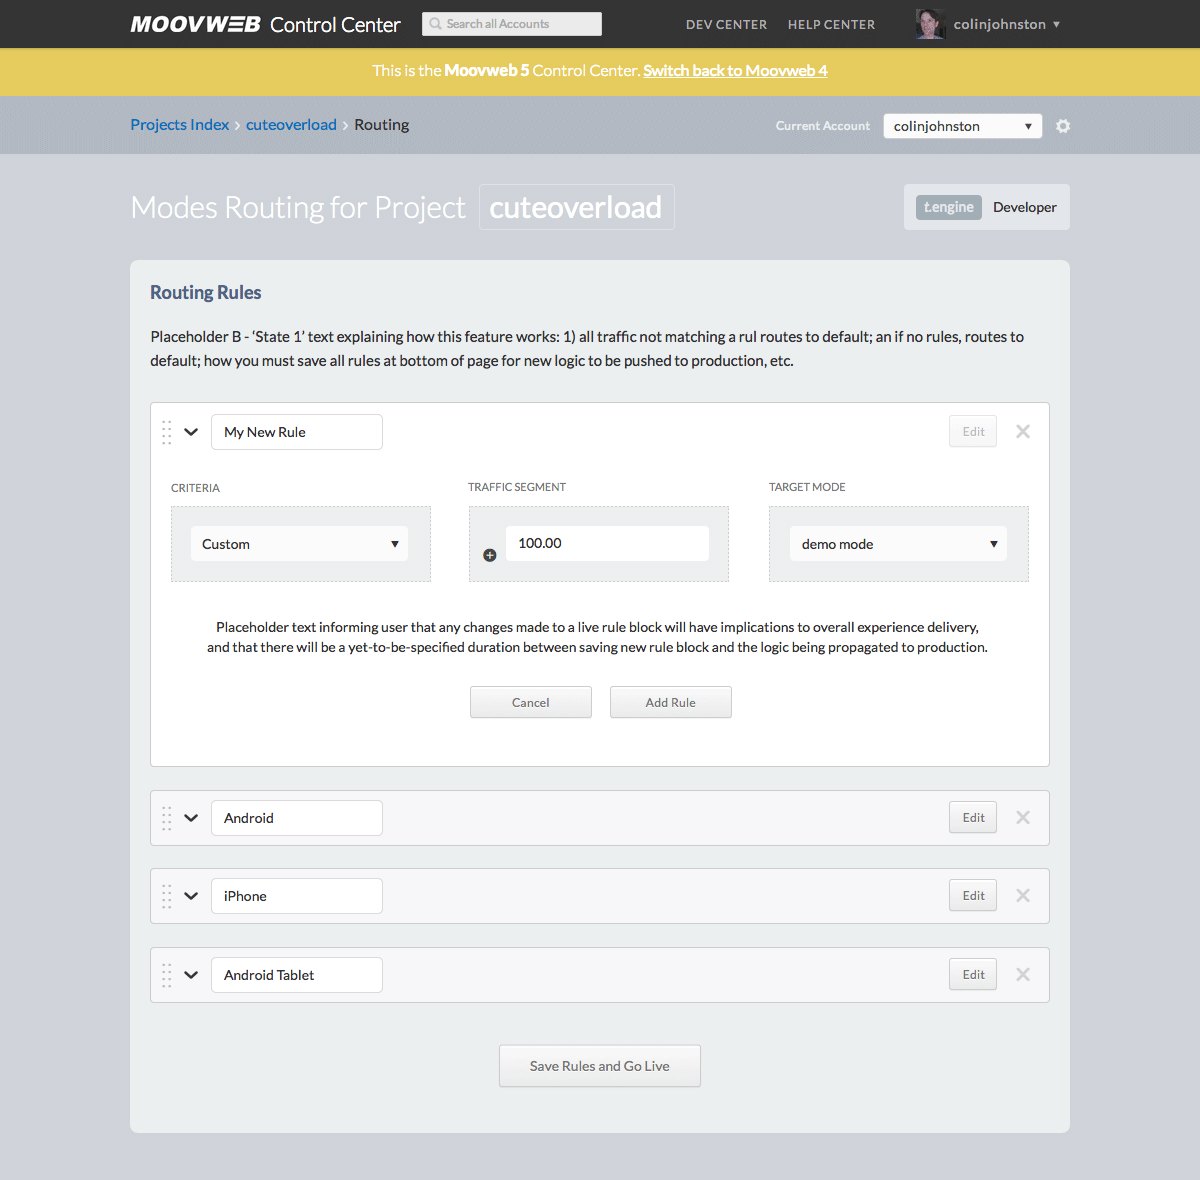 MOOVWEB Control Center Search all Accounts DEV CENTER HELP CENTER colinjohnston
This is the Moovweb 5 Control Center. Switch back to Moovweb 4
Projects Index › cuteoverload › Routing Current Account colinjohnston
Modes Routing for Project cuteoverload t.engine Developer
Routing Rules
Placeholder B - ‘State 1’ text explaining how this feature works: 1) all traffic not matching a rul routes to default; an if no rules, routes to
default; how you must save all rules at bottom of page for new logic to be pushed to production, etc.
My New Rule Edit
CRITERIA TRAFFIC SEGMENT TARGET MODE
Custom 100.00 demo mode
Placeholder text informing user that any changes made to a live rule block will have implications to overall experience delivery,
and that there will be a yet-to-be-specified duration between saving new rule block and the logic being propagated to production.
Cancel Add Rule
Android Edit
iPhone Edit
Android Tablet Edit
Save Rules and Go Live